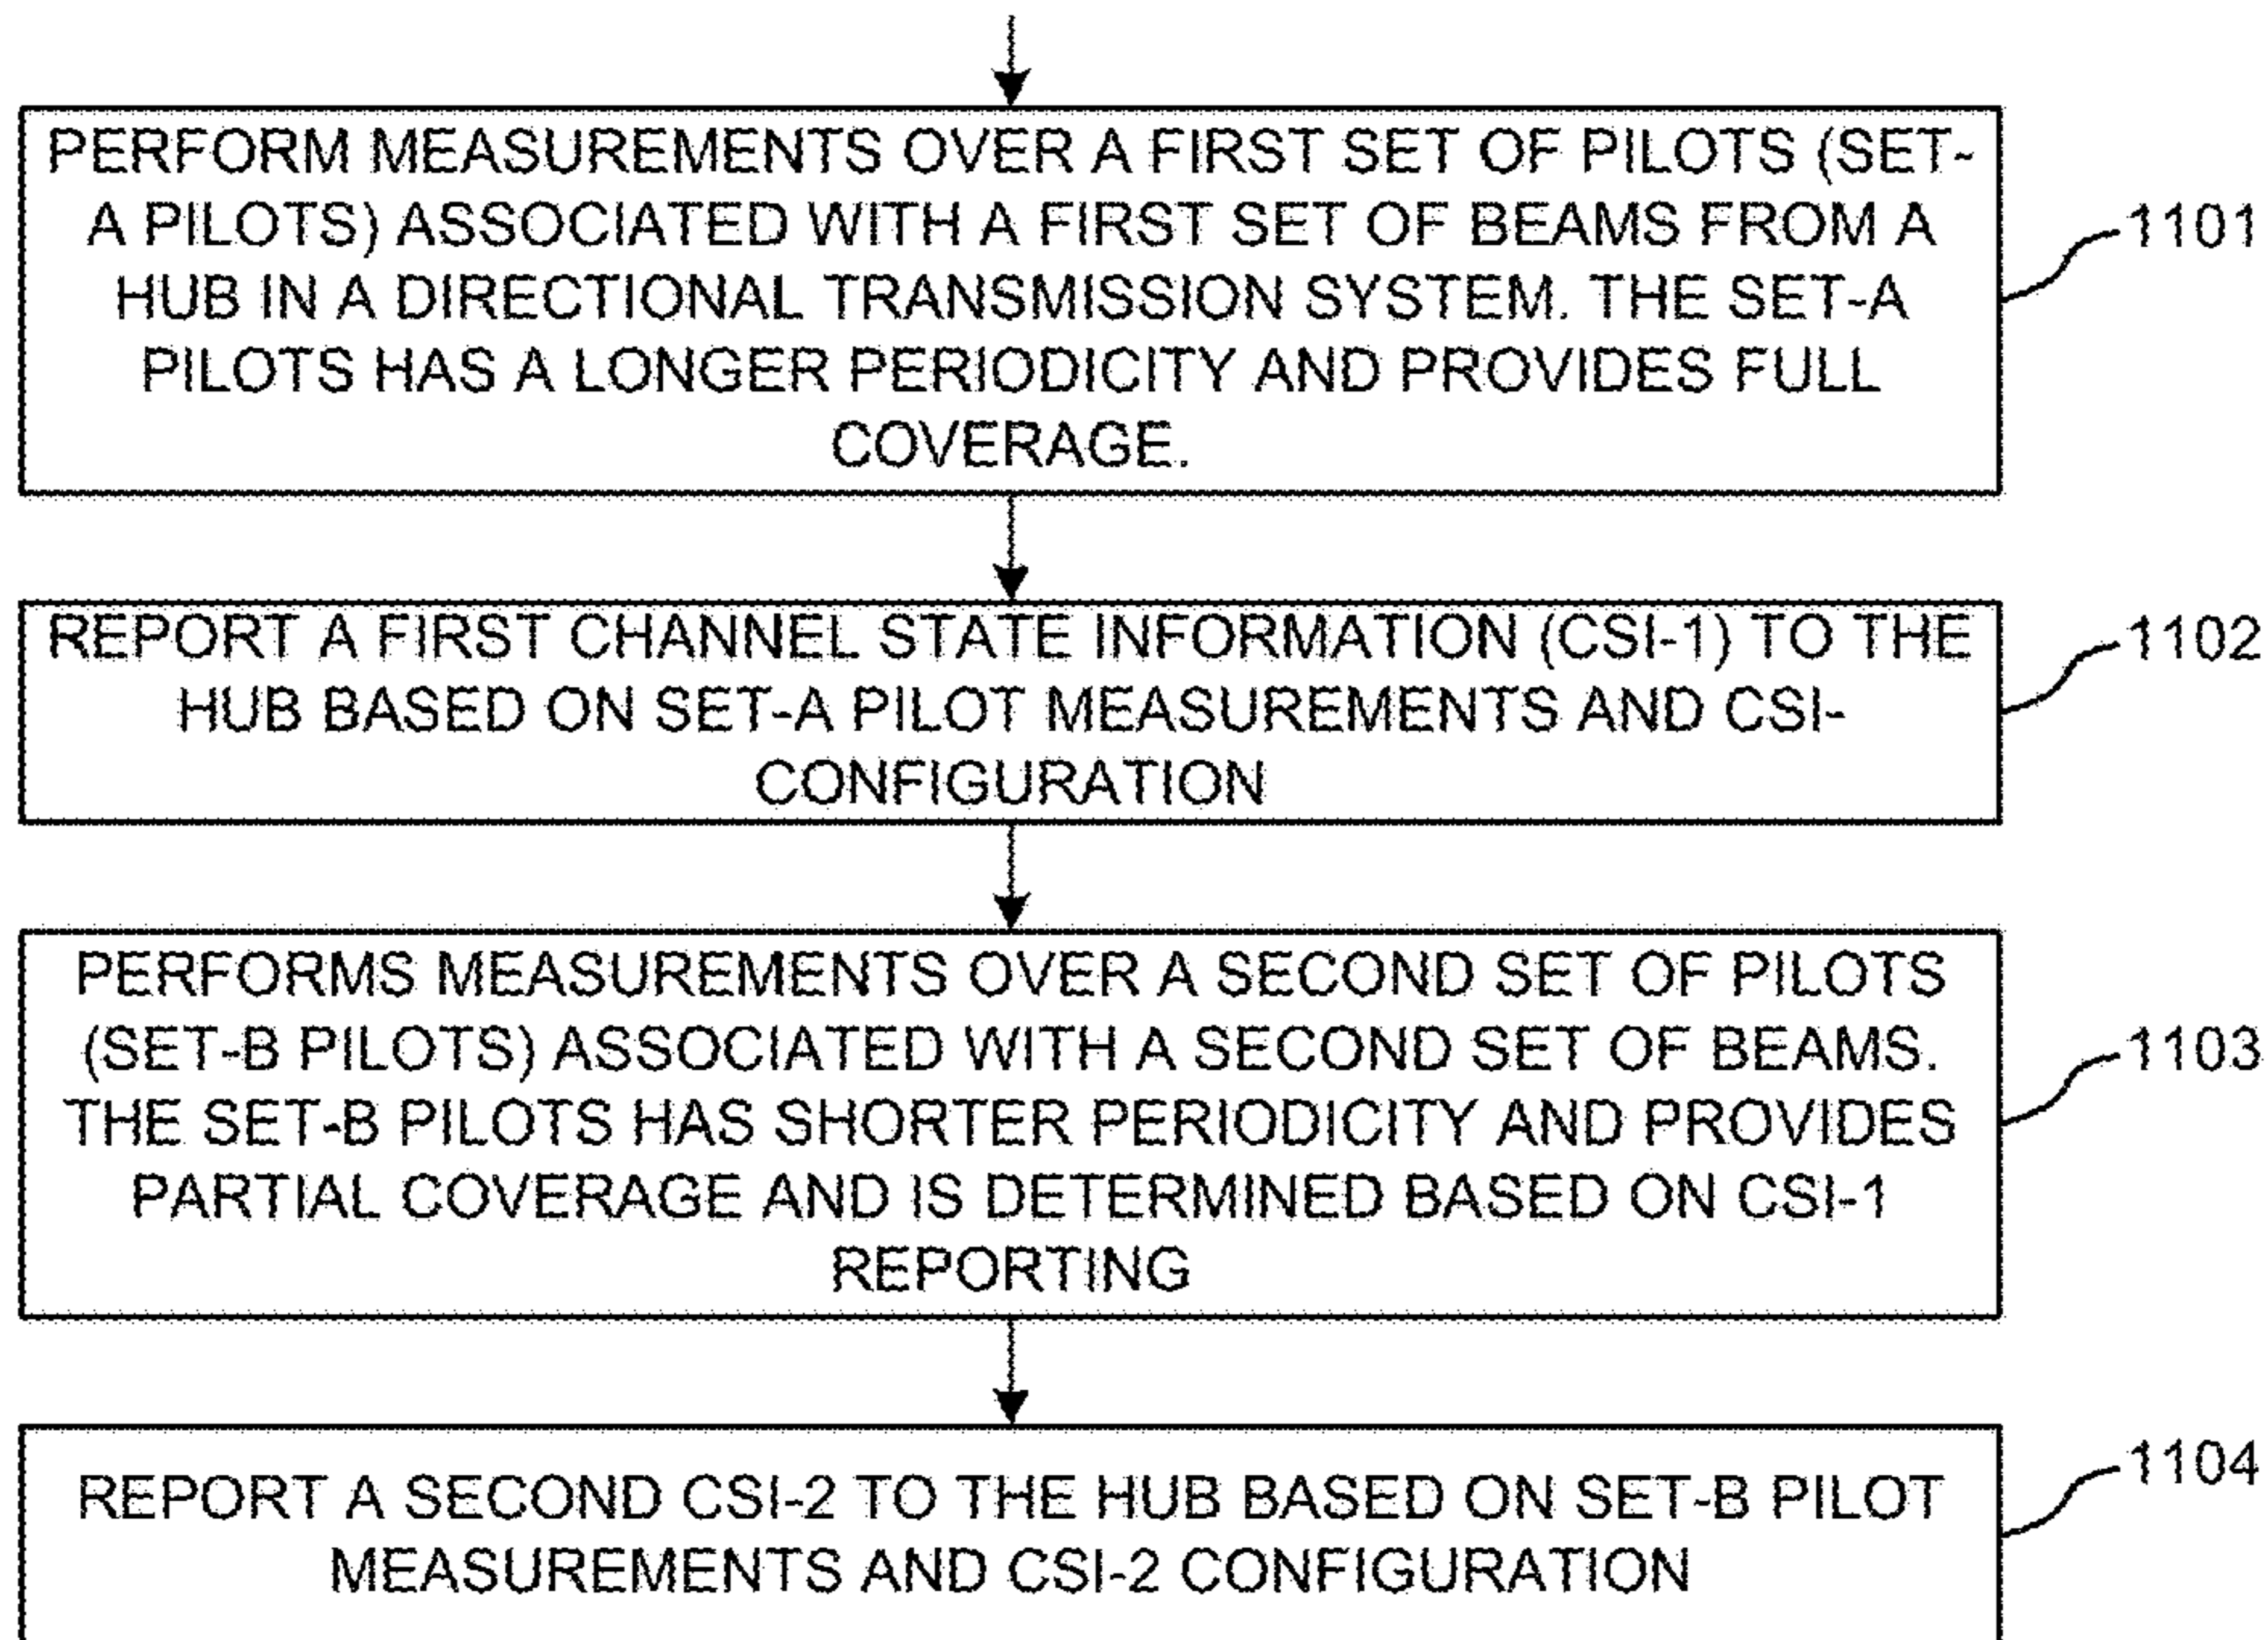 PERFORM MEASUREMENTS OVER A FIRST SET OF PILOTS (SET-
A PILOTS) ASSOCIATED WITH A FIRST SET OF BEAMS FROM A
HUB IN A DIRECTIONAL TRANSMISSION SYSTEM. THE SET-A
PILOTS HAS A LONGER PERIODICITY AND PROVIDES FULL
COVERAGE.
1101
REPORT A FIRST CHANNEL STATE INFORMATION (CSI-1) TO THE
HUB BASED ON SET-A PILOT MEASUREMENTS AND CSI-
CONFIGURATION
1102
PERFORMS MEASUREMENTS OVER A SECOND SET OF PILOTS
(SET-B PILOTS) ASSOCIATED WITH A SECOND SET OF BEAMS.
THE SET-B PILOTS HAS SHORTER PERIODICITY AND PROVIDES
PARTIAL COVERAGE AND IS DETERMINED BASED ON CSI-1
REPORTING
1103
REPORT A SECOND CSI-2 TO THE HUB BASED ON SET-B PILOT
MEASUREMENTS AND CSI-2 CONFIGURATION
1104